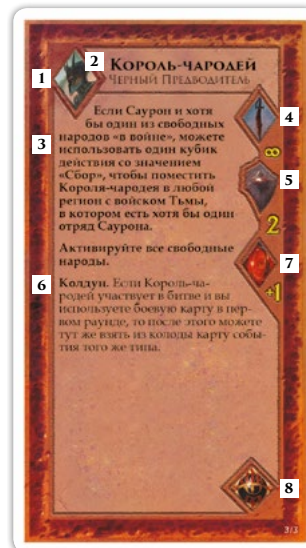 2
Король-чародей
1
Черный Предводитель
Если Саурон и хотя
бы один из свободных
4
3
народов «в войне», можете
∞
использовать один кубик
действия со значением
5
«Сбор», чтобы поместить
Короля-чародея в любой
регион с войском Тьмы,
в котором есть хотя бы один
2
отряд Саурона.
Активируйте все свободные
народы.
7
6
Колдун. Если Король-ча-
родей участвует в битве и вы
+1
используете боевую карту в пер-
вом раунде, то после этого можете
тут же взять из колоды карту собы-
тия того же типа.
8